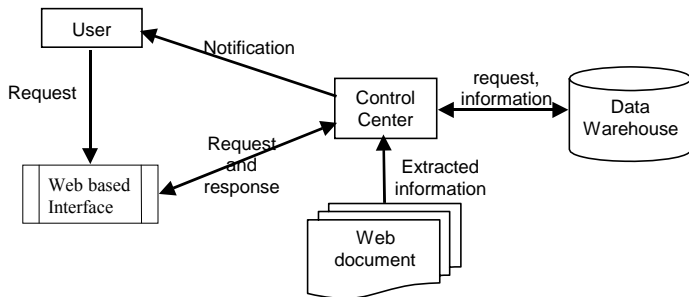 User
Notification
Request
Control
Center
request,
information
Data
Warehouse
Request
and
response
Web based
Interface
Extracted
information
Web
document